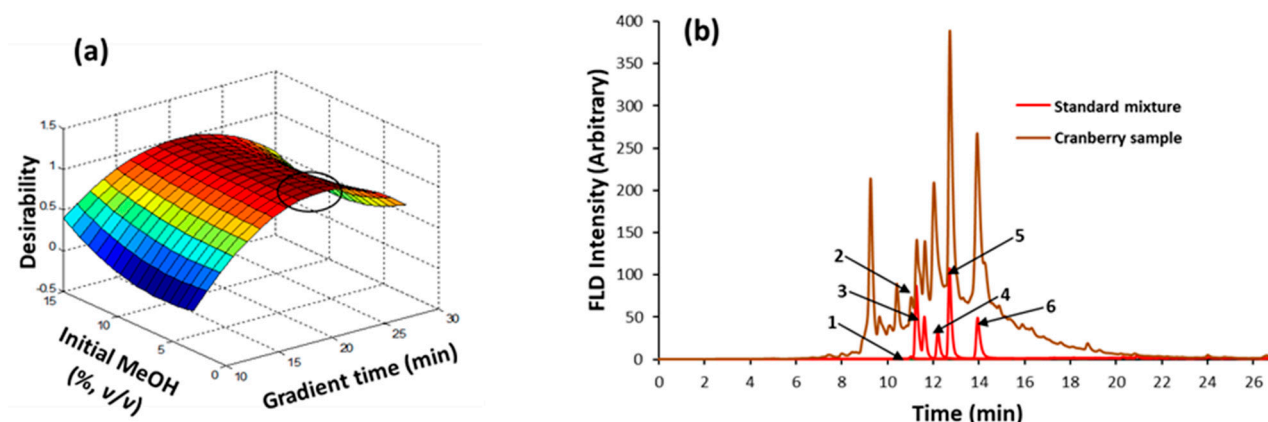 (a)
1.5
1
0.5
0
-0.5
Desirability
15
10
5
0
Initial MeOH
(%, v/v)
10
15
20
25
30
Gradient time (min)
(b)
400
350
300
250
200
150
100
50
0
FLD Intensity (Arbitrary)
Standard mixture
Cranberry sample
2
3
1
5
4
6
0 2 4 6 8 10 12 14 16 18 20 22 24 26
Time (min)